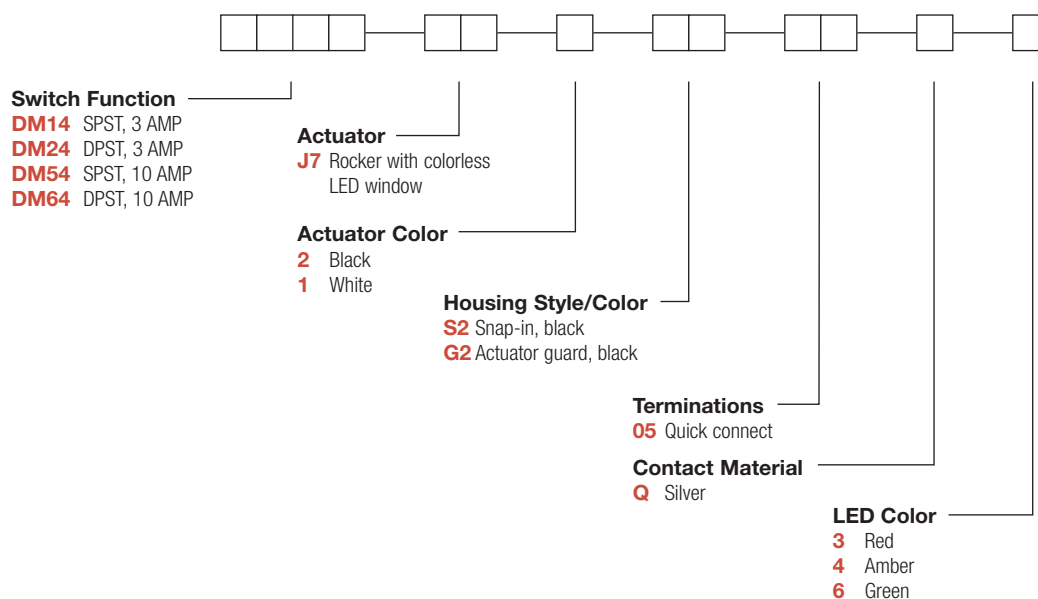 Switch Function
DM14 SPST, 3 AMP
DM24 DPST, 3 AMP
DM54 SPST, 10 AMP
DM64 DPST, 10 AMP
Actuator
J7 Rocker with colorless
LED window
Actuator Color
2 Black
1 White
Housing Style/Color
S2 Snap-in, black
G2 Actuator guard, black
Terminations
05 Quick connect
Contact Material
Q Silver
LED Color
3 Red
4 Amber
6 Green